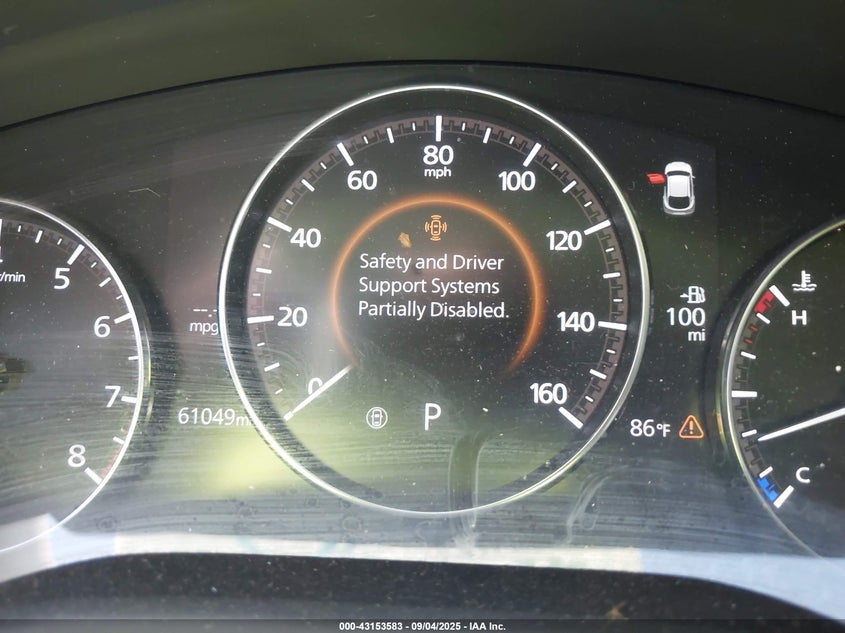 80
mph
60
100
40
120
20
140
0
160
Safety and Driver
Support Systems
Partially Disabled.
5
6
7
8
--.-
mpg
61049
P
100
mi
86°F
H
C
000-43153583 - 09/04/2025 - IAA Inc.